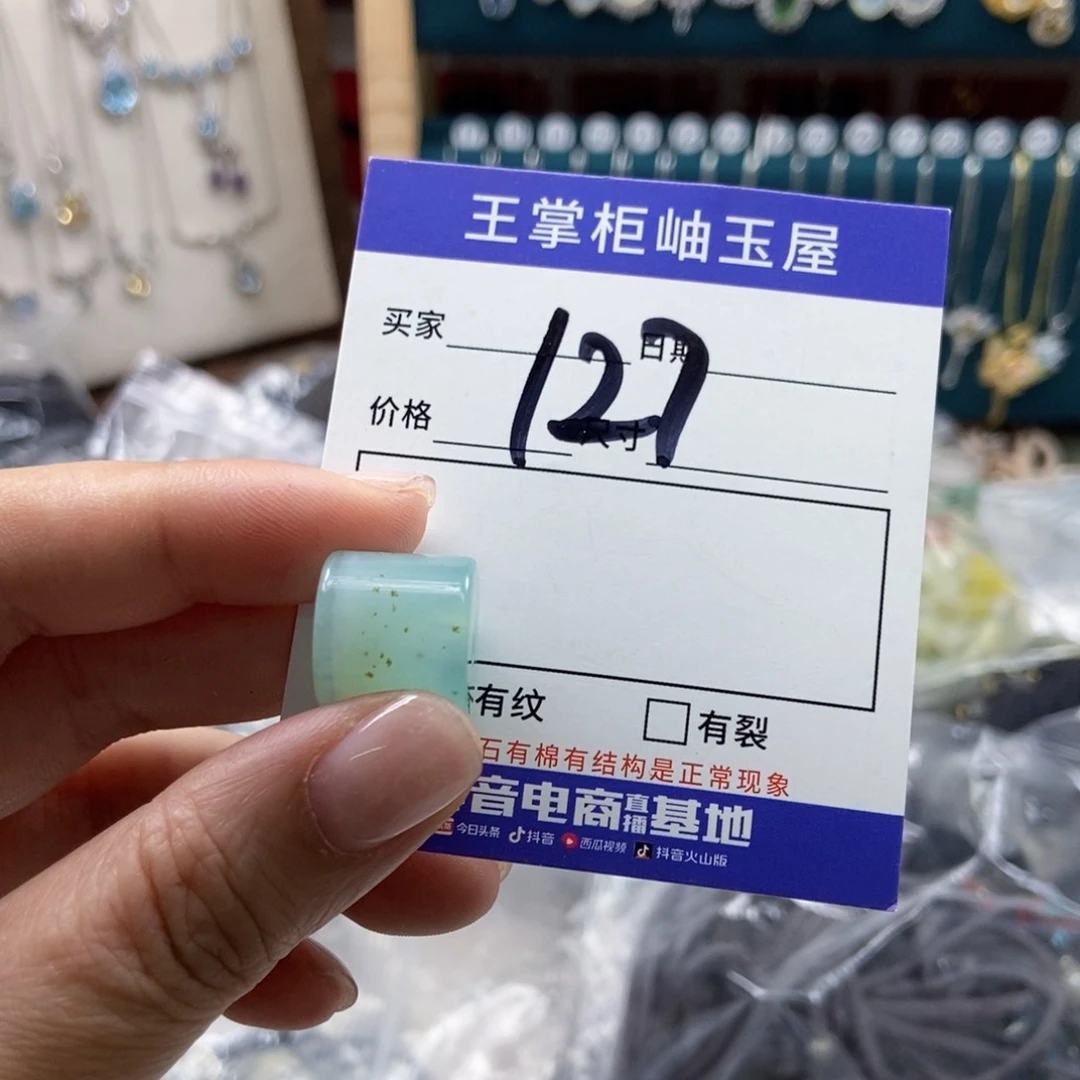 王掌柜岫玉屋
买家 日期
127
价格 尺寸
有纹 有裂
石有棉有结构是正常现象
音电商直播基地
今日头条 抖音 西瓜视频 抖音火山版